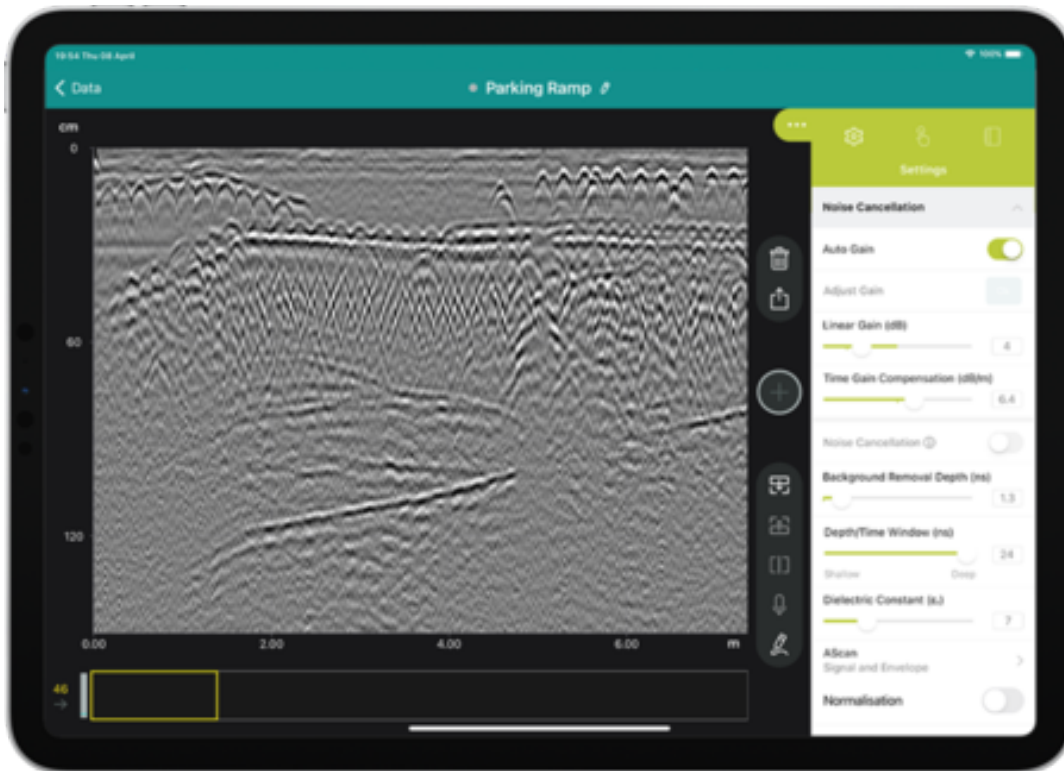 19:54 Thu 08 April
100%
Data
Parking Ramp
cm
0
60
120
0.00
2.00
4.00
6.00
m
46
Settings
Noise Cancellation
Auto Gain
Adjust Gain
Linear Gain (dB)
4
Time Gain Compensation (dB/m)
6.4
Noise Cancellation
Background Removal Depth (ns)
1.3
Depth/Time Window (ns)
24
Shallow
Deep
Dielectric Constant (εᵣ)
7
AScan
Signal and Envelope
Normalisation